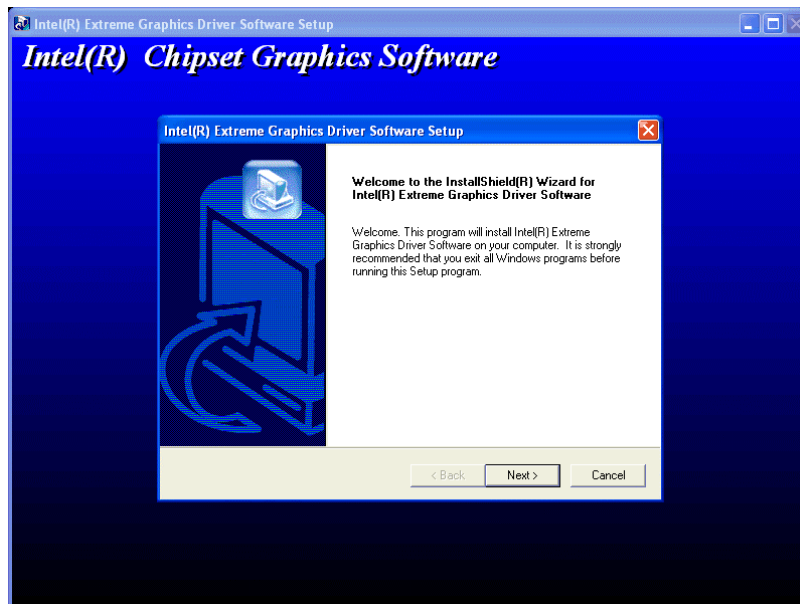 Intel(R) Extreme Graphics Driver Software Setup
Intel(R) Chipset Graphics Software
Intel(R) Extreme Graphics Driver Software Setup
Welcome to the InstallShield(R) Wizard for
Intel(R) Extreme Graphics Driver Software
Welcome. This program will install Intel(R) Extreme
Graphics Driver Software on your computer. It is strongly
recommended that you exit all Windows programs before
running this Setup program.
< Back Next > Cancel